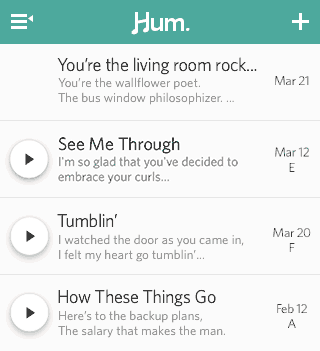 Hum.
You're the living room rock...
You're the wallflower poet.
The bus window philosophizer. ...
Mar 21
See Me Through
I'm so glad that you've decided to
embrace your curls...
Mar 12
E
Tumblin'
I watched the door as you came in,
I felt my heart go tumblin'...
Mar 20
F
How These Things Go
Here's to the backup plans,
The salary that makes the man.
Feb 12
A